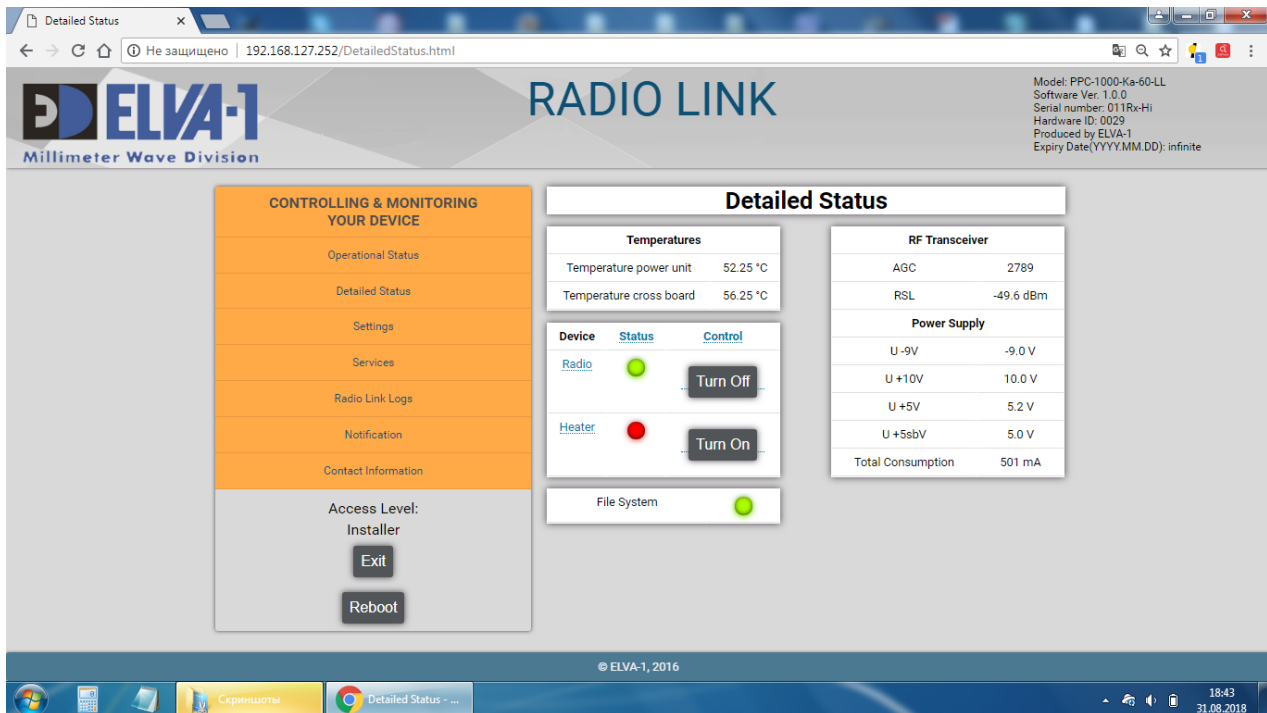 Detailed Status
Не защищено | 192.168.127.252/DetailedStatus.html
1
ELVA-1
Millimeter Wave Division
RADIO LINK
Model: PPC-1000-Ka-60-LL
Software Ver. 1.0.0
Serial number: 011Rx-Hi
Hardware ID: 0029
Produced by ELVA-1
Expiry Date(YYYY.MM.DD): infinite
CONTROLLING & MONITORING
YOUR DEVICE
Operational Status
Detailed Status
Settings
Services
Radio Link Logs
Notification
Contact Information
Access Level:
Installer
Exit
Reboot
Detailed Status
Temperatures
Temperature power unit 52.25 °C
Temperature cross board 56.25 °C
Device Status Control
Radio Turn Off
Heater Turn On
File System
RF Transceiver
AGC 2789
RSL -49.6 dBm
Power Supply
U -9V -9.0 V
U +10V 10.0 V
U +5V 5.2 V
U +5sbV 5.0 V
Total Consumption 501 mA
© ELVA-1, 2016
Скриншоты
Detailed Status - ...
18:43
31.08.2018